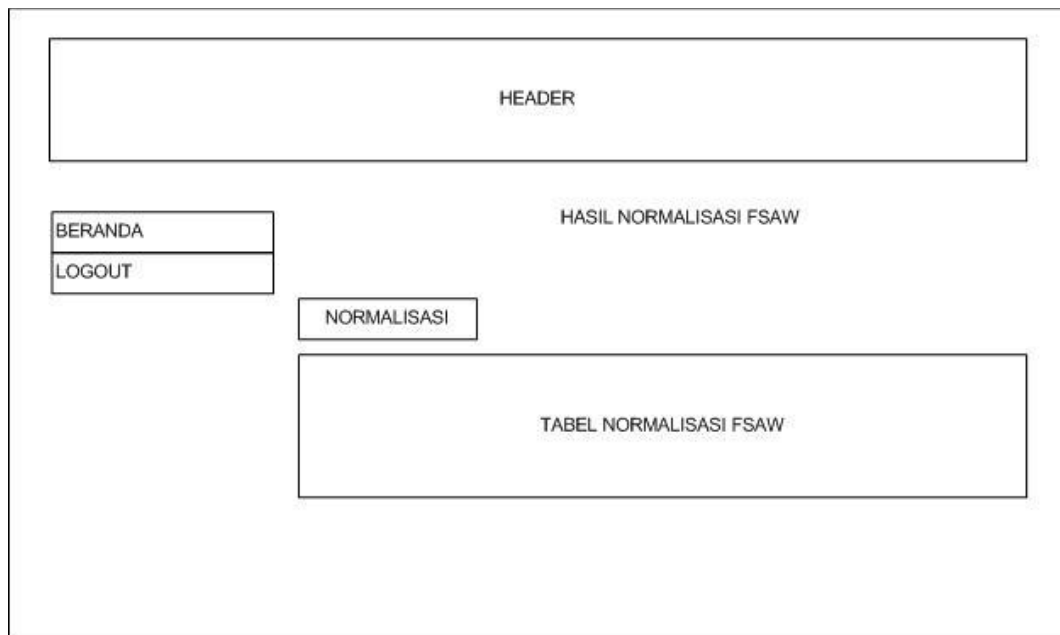 HEADER
HASIL NORMALISASI FSAW
BERANDA
LOGOUT
NORMALISASI
TABEL NORMALISASI FSAW